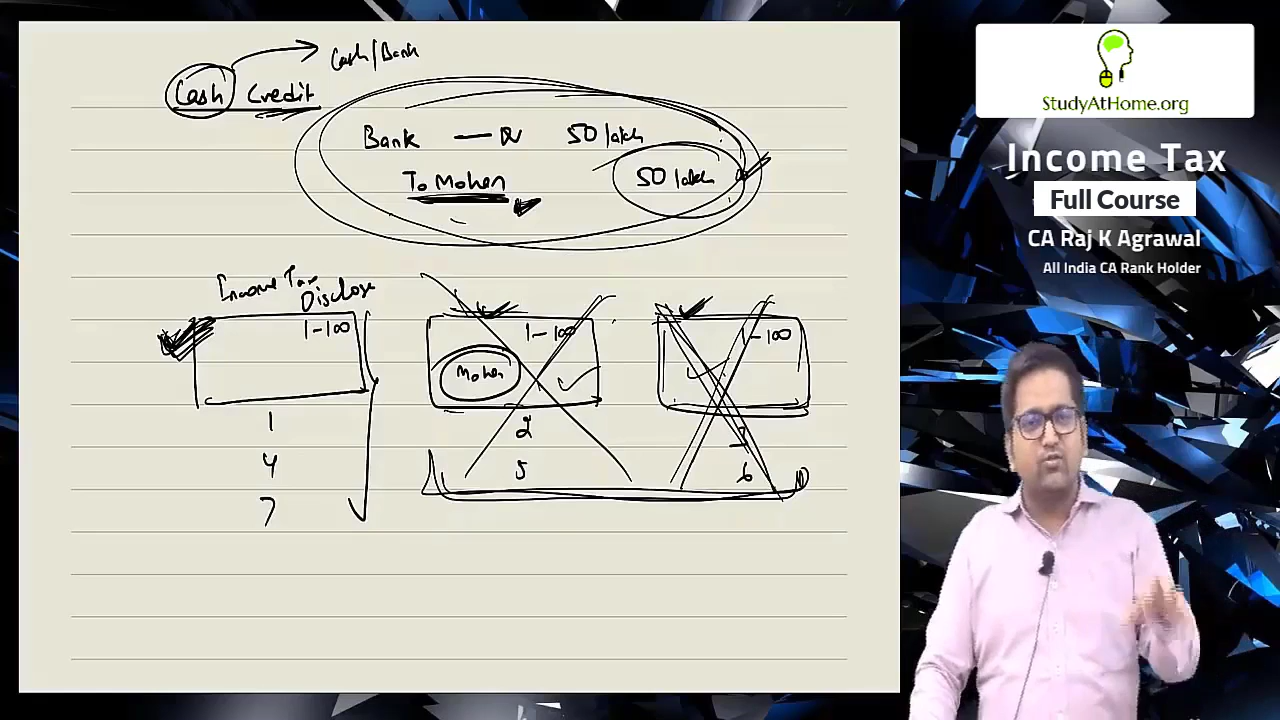 Cash/Bank
Cash Credit
Bank — Dr 50 lakh
To Mohan 50 lakh
Income Tax
Disclose
1-100 1-100 1-100
Mohan
1 2 3
4 5 6
7
StudyAtHome.org
Income Tax
Full Course
CA Raj K Agrawal
All India CA Rank Holder